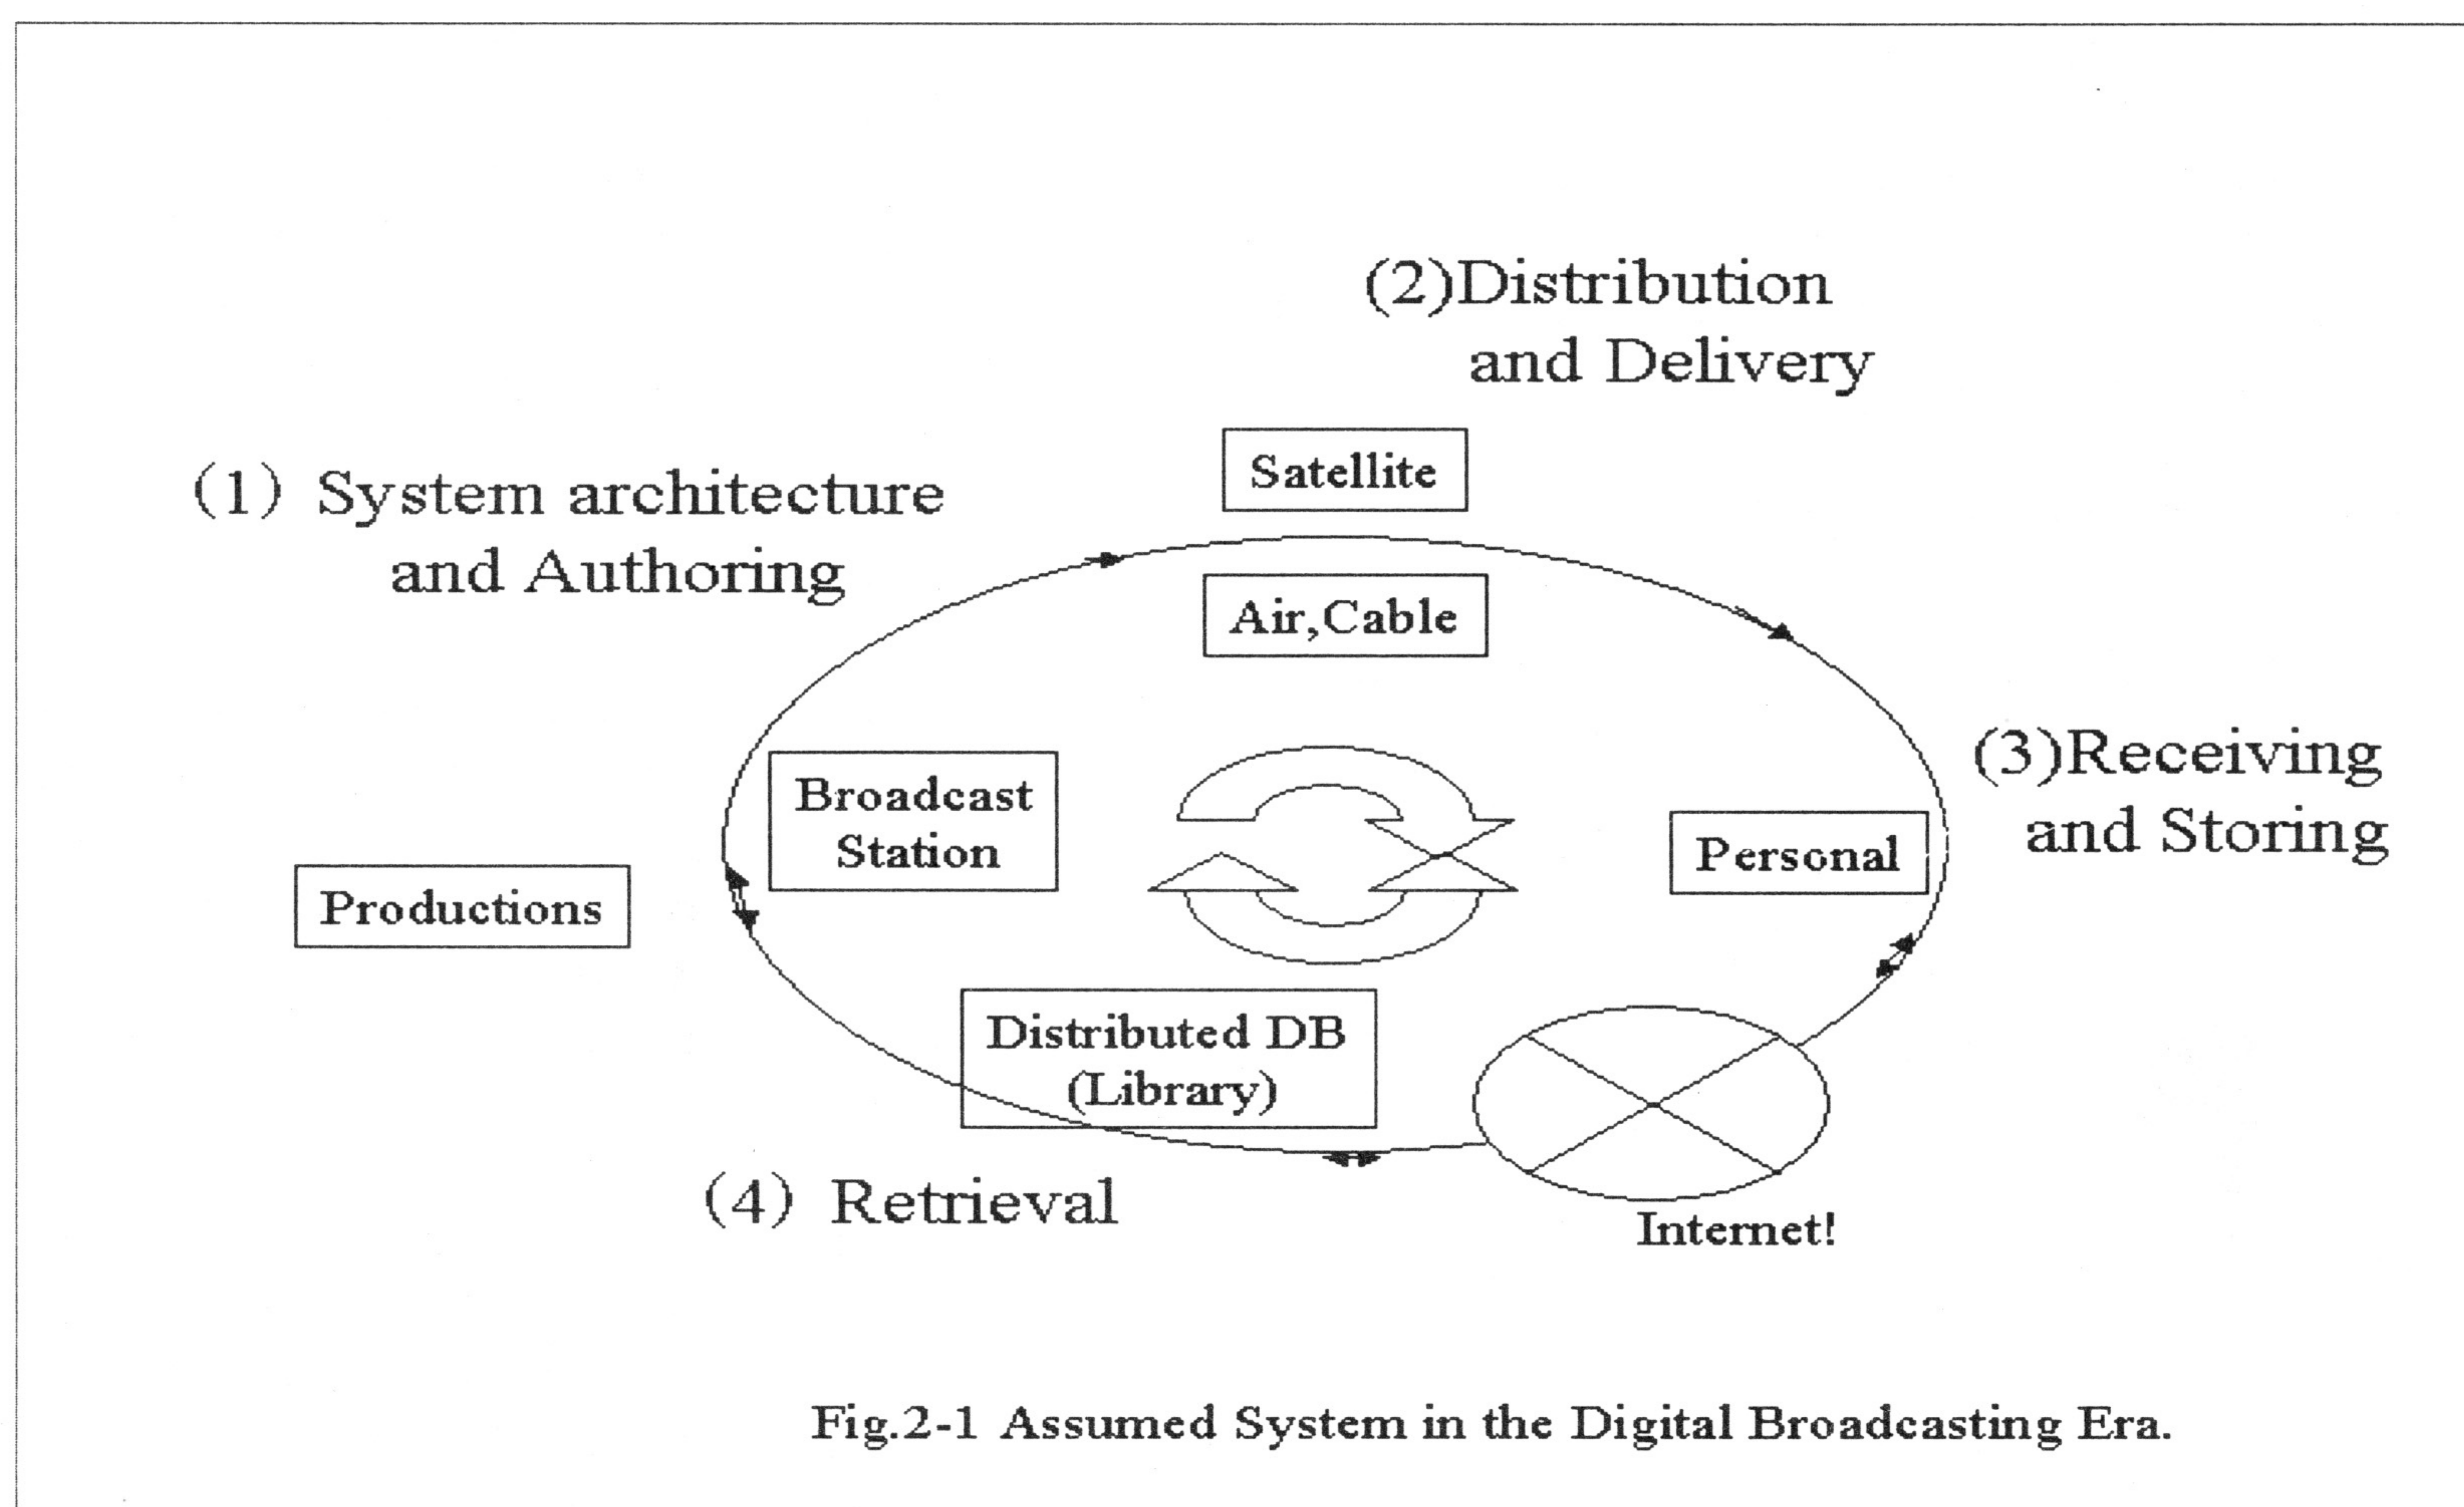 (2)Distribution
and Delivery
Satellite
(1) System architecture
and Authoring
Air,Cable
(3)Receiving
and Storing
Broadcast
Station
Personal
Productions
Distributed DB
(Library)
(4) Retrieval
Internet!
Fig.2-1 Assumed System in the Digital Broadcasting Era.